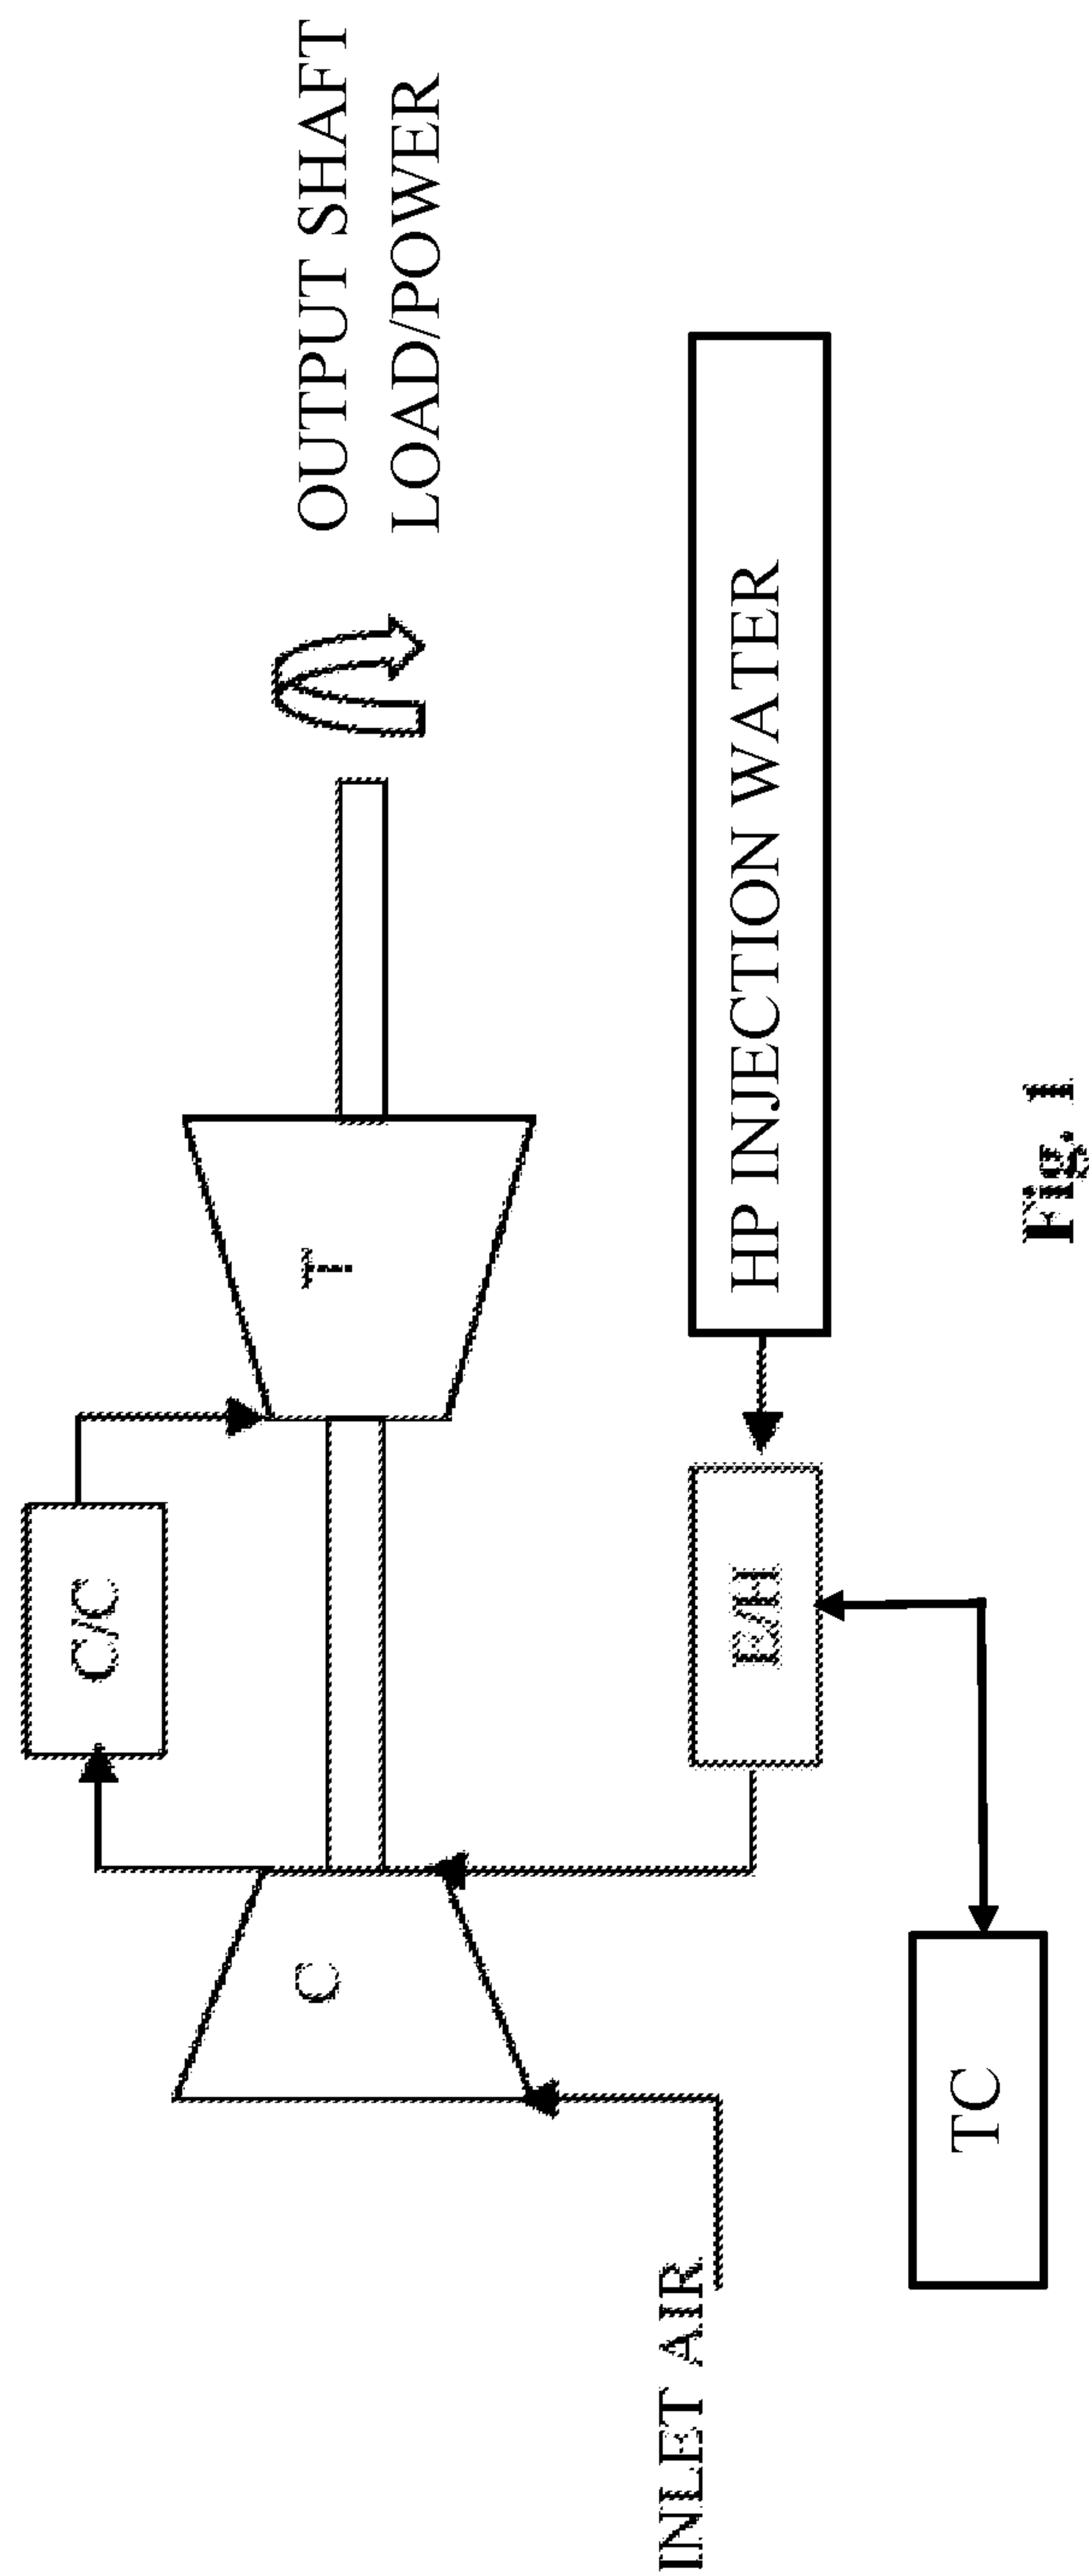 C/C
OUTPUT SHAFT
LOAD/POWER
C
T
INLET AIR
E/H
HP INJECTION WATER
TC
Fig. 1